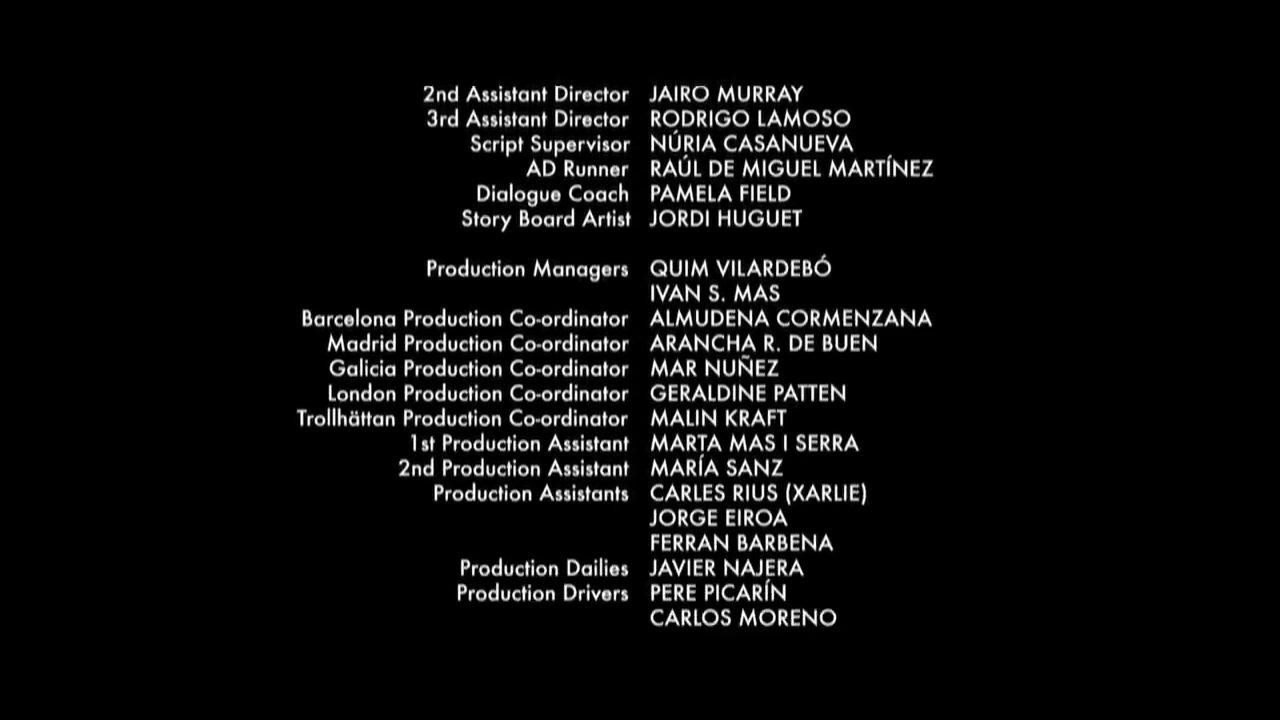 2nd Assistant Director JAIRO MURRAY
3rd Assistant Director RODRIGO LAMOSO
Script Supervisor NÚRIA CASANUEVA
AD Runner RAÚL DE MIGUEL MARTÍNEZ
Dialogue Coach PAMELA FIELD
Story Board Artist JORDI HUGUET
Production Managers QUIM VILARDEBÓ
IVAN S. MAS
Barcelona Production Co-ordinator ALMUDENA CORMENZANA
Madrid Production Co-ordinator ARANCHA R. DE BUEN
Galicia Production Co-ordinator MAR NUÑEZ
London Production Co-ordinator GERALDINE PATTEN
Trollhättan Production Co-ordinator MALIN KRAFT
1st Production Assistant MARTA MAS I SERRA
2nd Production Assistant MARÍA SANZ
Production Assistants CARLES RIUS (XARLIE)
JORGE EIROA
FERRAN BARBENA
Production Dailies JAVIER NAJERA
Production Drivers PERE PICARÍN
CARLOS MORENO